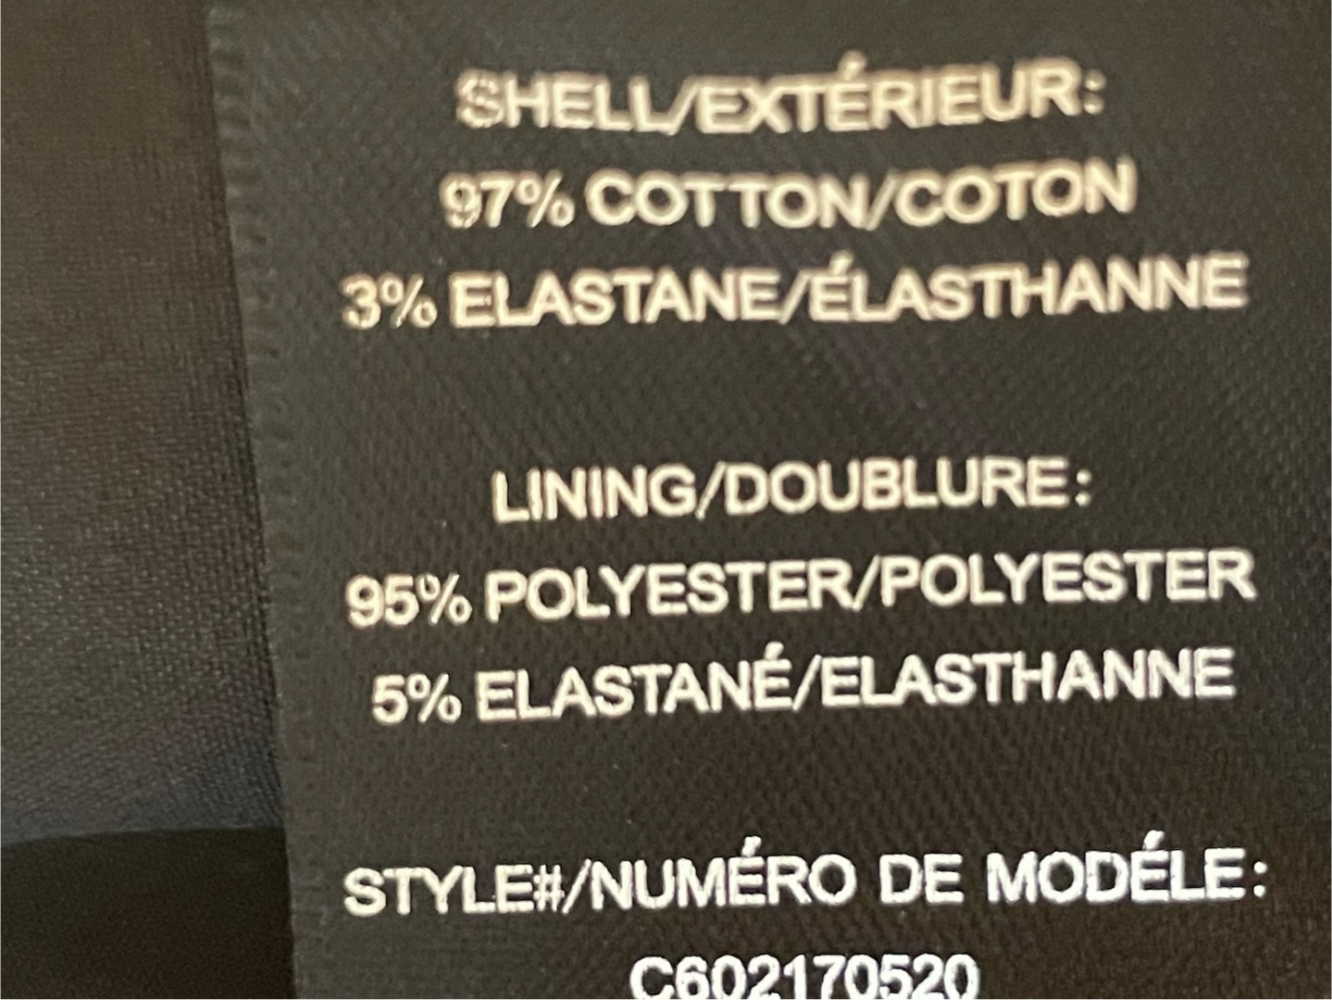 SHELL/EXTÉRIEUR:
97% COTTON/COTON
3% ELASTANE/ÉLASTHANNE
LINING/DOUBLURE:
95% POLYESTER/POLYESTER
5% ELASTANÉ/ELASTHANNE
STYLE#/NUMÉRO DE MODÉLE:
C602170520